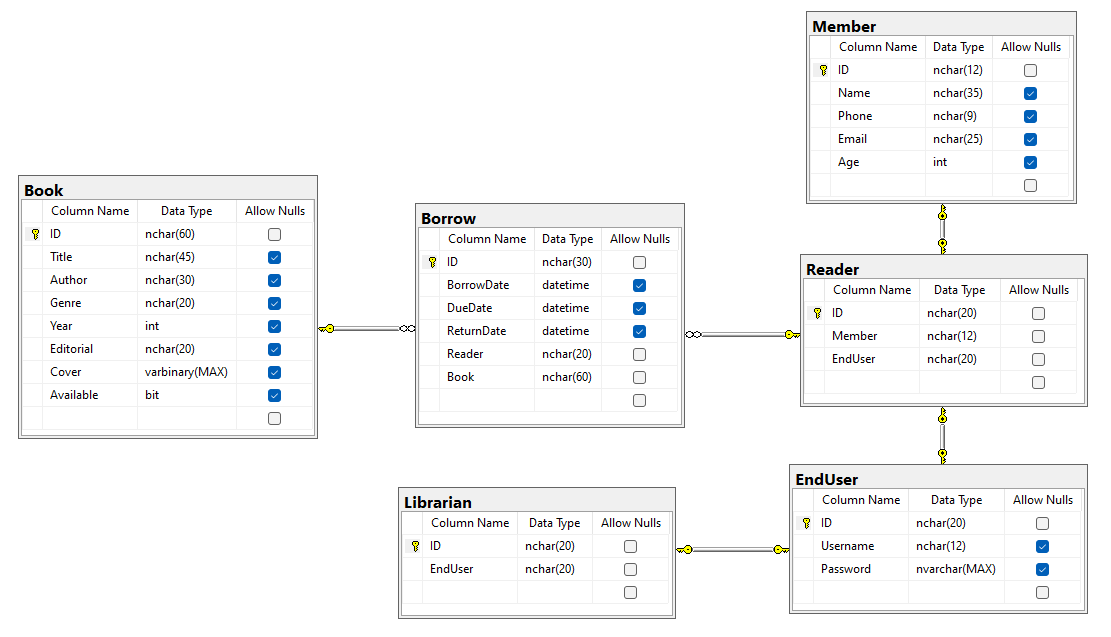 Member
Column Name Data Type Allow Nulls
ID nchar(12)
Name nchar(35)
Phone nchar(9)
Email nchar(25)
Age int
Book
Column Name Data Type Allow Nulls
ID nchar(60)
Title nchar(45)
Author nchar(30)
Genre nchar(20)
Year int
Editorial nchar(20)
Cover varbinary(MAX)
Available bit
Borrow
Column Name Data Type Allow Nulls
ID nchar(30)
BorrowDate datetime
DueDate datetime
ReturnDate datetime
Reader nchar(20)
Book nchar(60)
Reader
Column Name Data Type Allow Nulls
ID nchar(20)
Member nchar(12)
EndUser nchar(20)
Librarian
Column Name Data Type Allow Nulls
ID nchar(20)
EndUser nchar(20)
EndUser
Column Name Data Type Allow Nulls
ID nchar(20)
Username nchar(12)
Password nvarchar(MAX)